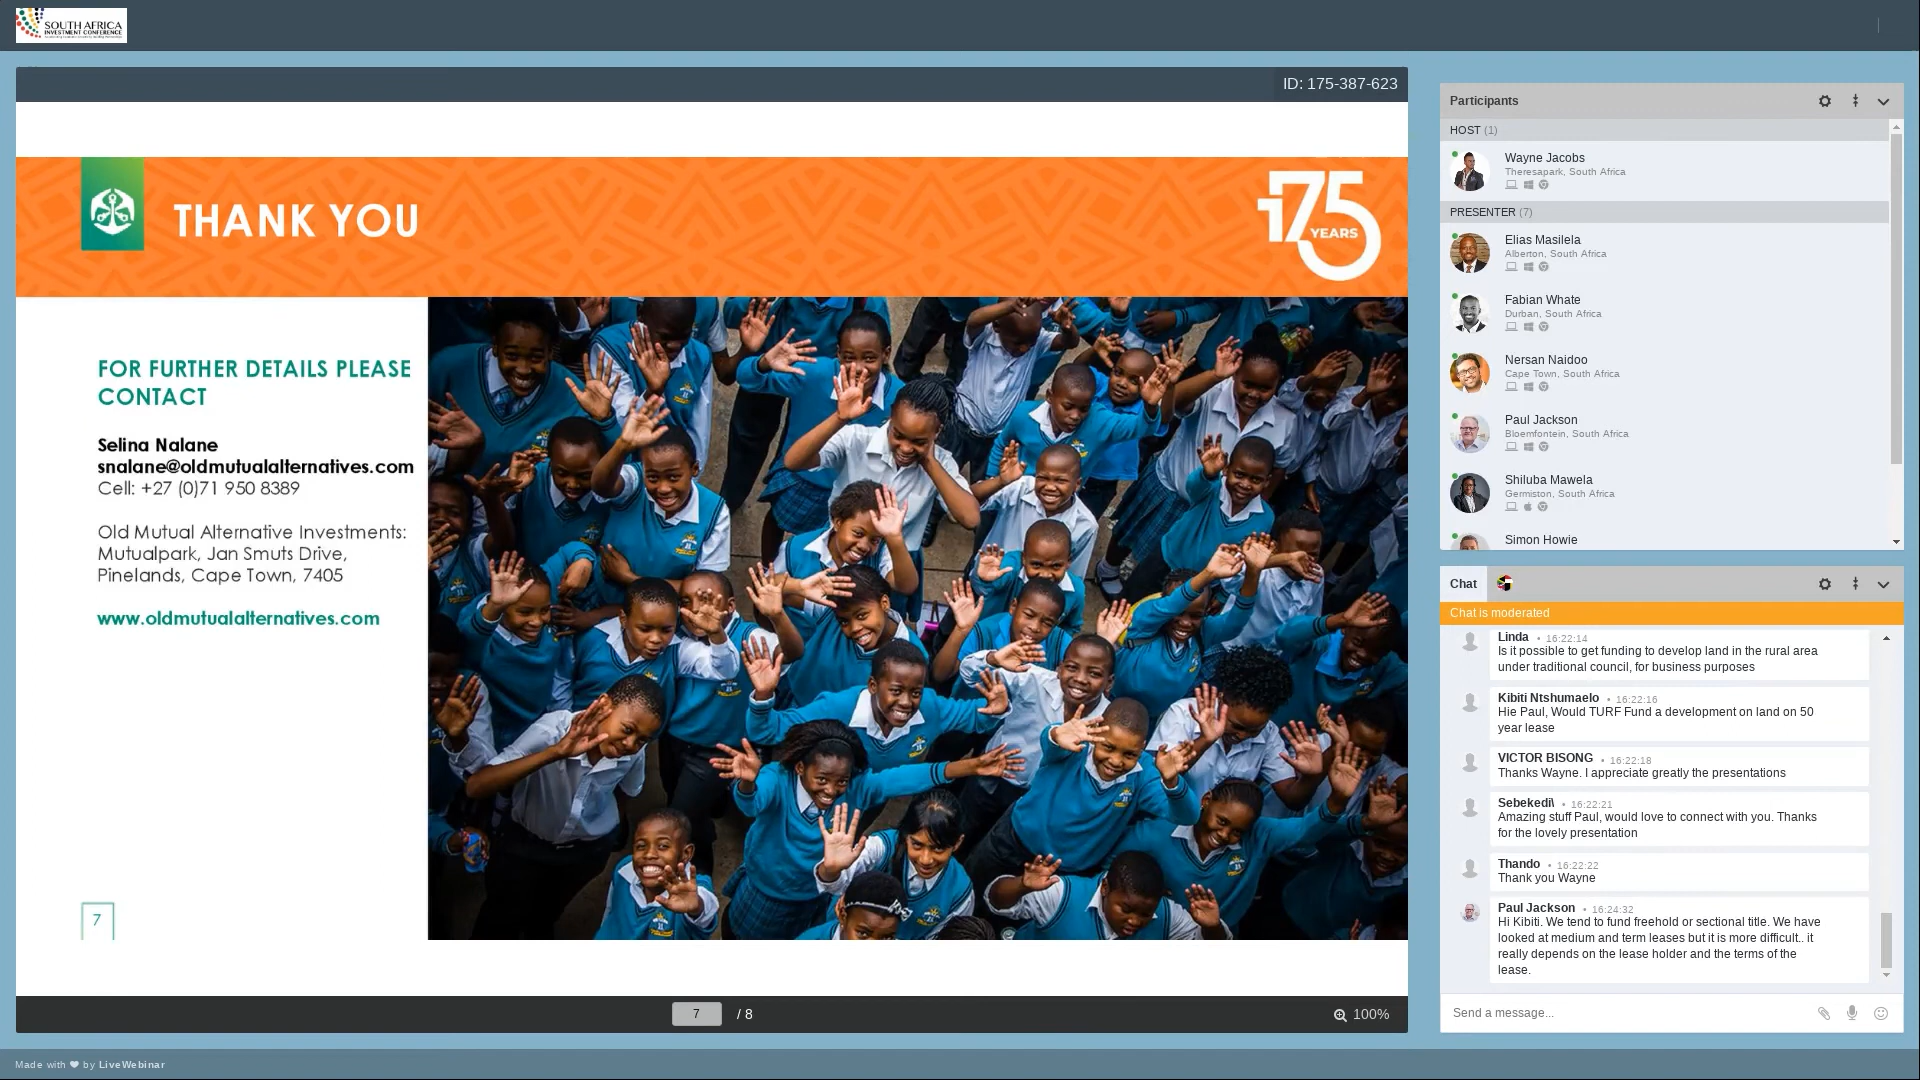 SOUTH AFRICA
INVESTMENT CONFERENCE
ID: 175-387-623
THANK YOU
175
YEARS
FOR FURTHER DETAILS PLEASE
CONTACT
Selina Nalane
snalane@oldmutualalternatives.com
Cell: +27 (0)71 950 8389
Old Mutual Alternative Investments:
Mutualpark, Jan Smuts Drive,
Pinelands, Cape Town, 7405
www.oldmutualalternatives.com
7
7 / 8
100%
Participants
HOST (1)
Wayne Jacobs
Theresapark, South Africa
PRESENTER (7)
Elias Masilela
Alberton, South Africa
Fabian Whate
Durban, South Africa
Nersan Naidoo
Cape Town, South Africa
Paul Jackson
Bloemfontein, South Africa
Shiluba Mawela
Germiston, South Africa
Simon Howie
Chat
Chat is moderated
Linda • 16:22:14
Is it possible to get funding to develop land in the rural area
under traditional council, for business purposes
Kibiti Ntshumaelo • 16:22:16
Hie Paul, Would TURF Fund a development on land on 50
year lease
VICTOR BISONG • 16:22:18
Thanks Wayne. I appreciate greatly the presentations
Sebekedi\ • 16:22:21
Amazing stuff Paul, would love to connect with you. Thanks
for the lovely presentation
Thando • 16:22:22
Thank you Wayne
Paul Jackson • 16:24:32
Hi Kibiti. We tend to fund freehold or sectional title. We have
looked at medium and term leases but it is more difficult.. it
really depends on the lease holder and the terms of the
lease.
Send a message...
Made with ❤ by LiveWebinar